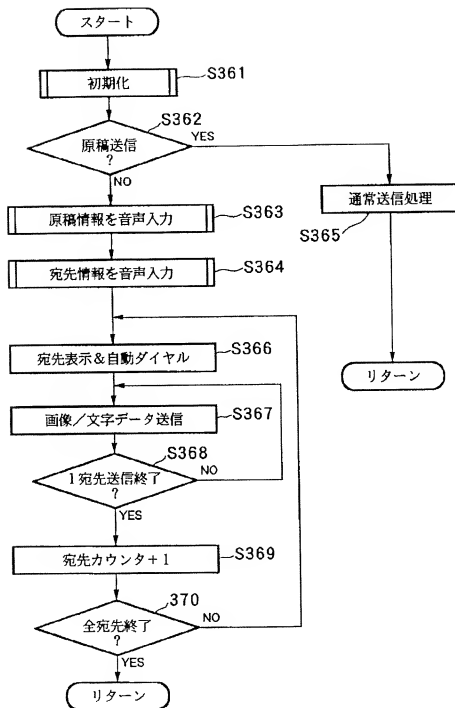 スタート
初期化
S361
S362
原稿送信
?
YES
NO
原稿情報を音声入力
S363
通常送信処理
S365
宛先情報を音声入力
S364
宛先表示&自動ダイヤル
S366
リターン
画像/文字データ送信
S367
S368
1宛先送信終了
?
NO
YES
宛先カウンタ+1
S369
370
全宛先終了
?
NO
YES
リターン